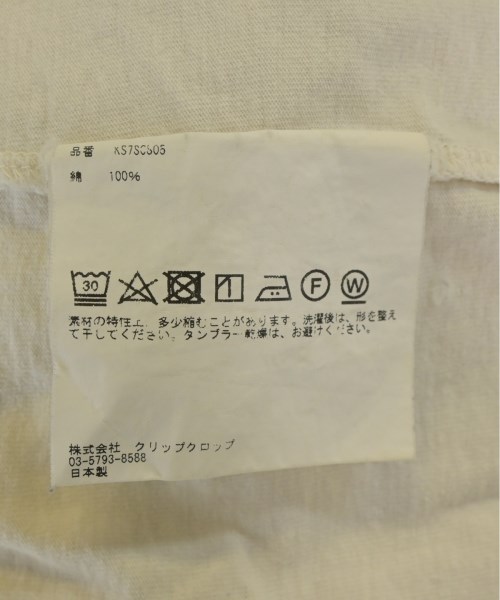 品番 KS7SCS05
綿 100%
30 F W
素材の特性上、多少縮むことがあります。洗濯後は、形を整え
て干してください。タンブラー乾燥は、お避けください。
株式会社 クリップクロップ
03-5793-8588
日本製